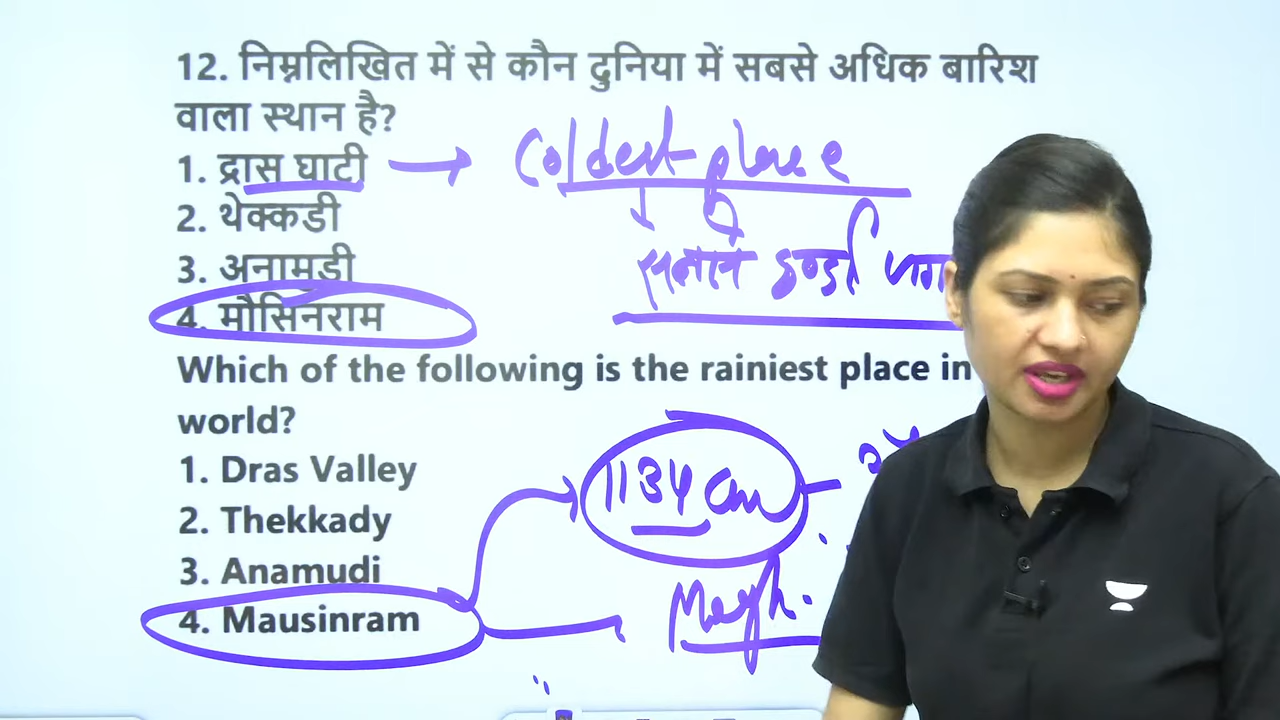 12. निम्नलिखित में से कौन दुनिया में सबसे अधिक बारिश
वाला स्थान है?
1. द्रास घाटी → Coldest place
2. थेक्कडी
3. अनामुडी
4. मौसिनराम
Which of the following is the rainiest place in
world?
1. Dras Valley
2. Thekkady
3. Anamudi
4. Mausinram
1134 cm
Megh.